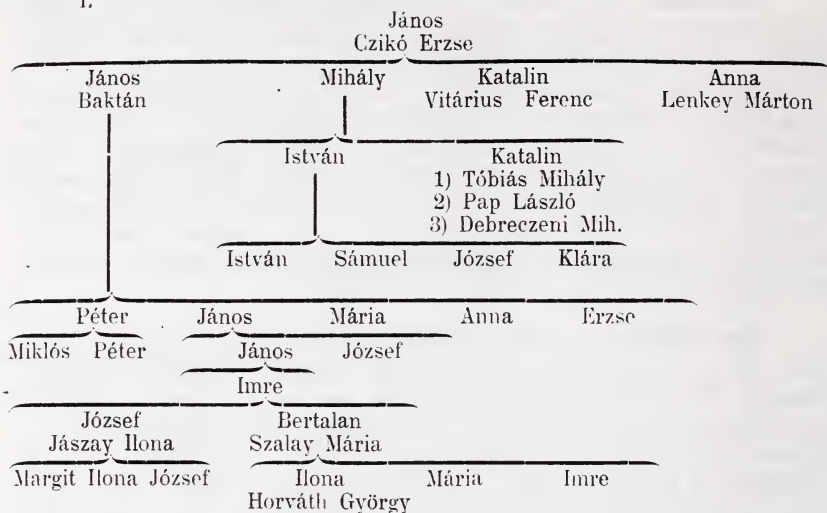 I.
János
Czikó Erzse
János Mihály Katalin Anna
Baktán Vitárius Ferenc Lenkey Márton
István Katalin
1) Tóbiás Mihály
2) Pap László
3) Debreczeni Mih.
István Sámuel József Klára
Péter János Mária Anna Erzse
Miklós Péter János József
Imre
József Bertalan
Jászay Ilona Szalay Mária
Margit Ilona József Ilona Mária Imre
Horváth György